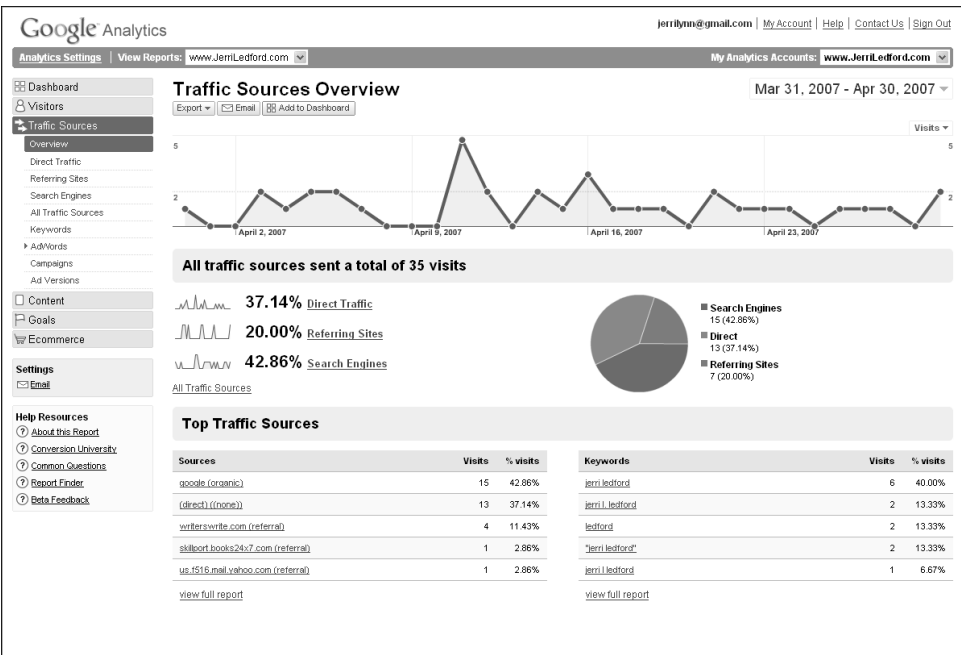 Google Analytics
jerrilynn@gmail.com | My Account | Help | Contact Us | Sign Out
Analytics Settings | View Reports: www.JerriLedford.com
My Analytics Accounts: www.JerriLedford.com
Dashboard
Visitors
Traffic Sources
Overview
Direct Traffic
Referring Sites
Search Engines
All Traffic Sources
Keywords
AdWords
Campaigns
Ad Versions
Content
Goals
Ecommerce
Settings
Email
Help Resources
About this Report
Conversion University
Common Questions
Report Finder
Beta Feedback
Traffic Sources Overview
Mar 31, 2007 - Apr 30, 2007
Export
Email
Add to Dashboard
Visits
5 5
2 2
April 2, 2007 April 9, 2007 April 16, 2007 April 23, 2007
All traffic sources sent a total of 35 visits
37.14% Direct Traffic
20.00% Referring Sites
42.86% Search Engines
All Traffic Sources
Search Engines
15 (42.86%)
Direct
13 (37.14%)
Referring Sites
7 (20.00%)
Top Traffic Sources
Sources Visits % visits
google (organic) 15 42.86%
(direct) ((none)) 13 37.14%
writerswrite.com (referral) 4 11.43%
skillport.books24x7.com (referral) 1 2.86%
us.f516.mail.yahoo.com (referral) 1 2.86%
view full report
Keywords Visits % visits
jerri ledford 6 40.00%
jerri l. ledford 2 13.33%
ledford 2 13.33%
"jerri ledford" 2 13.33%
jerri l ledford 1 6.67%
view full report